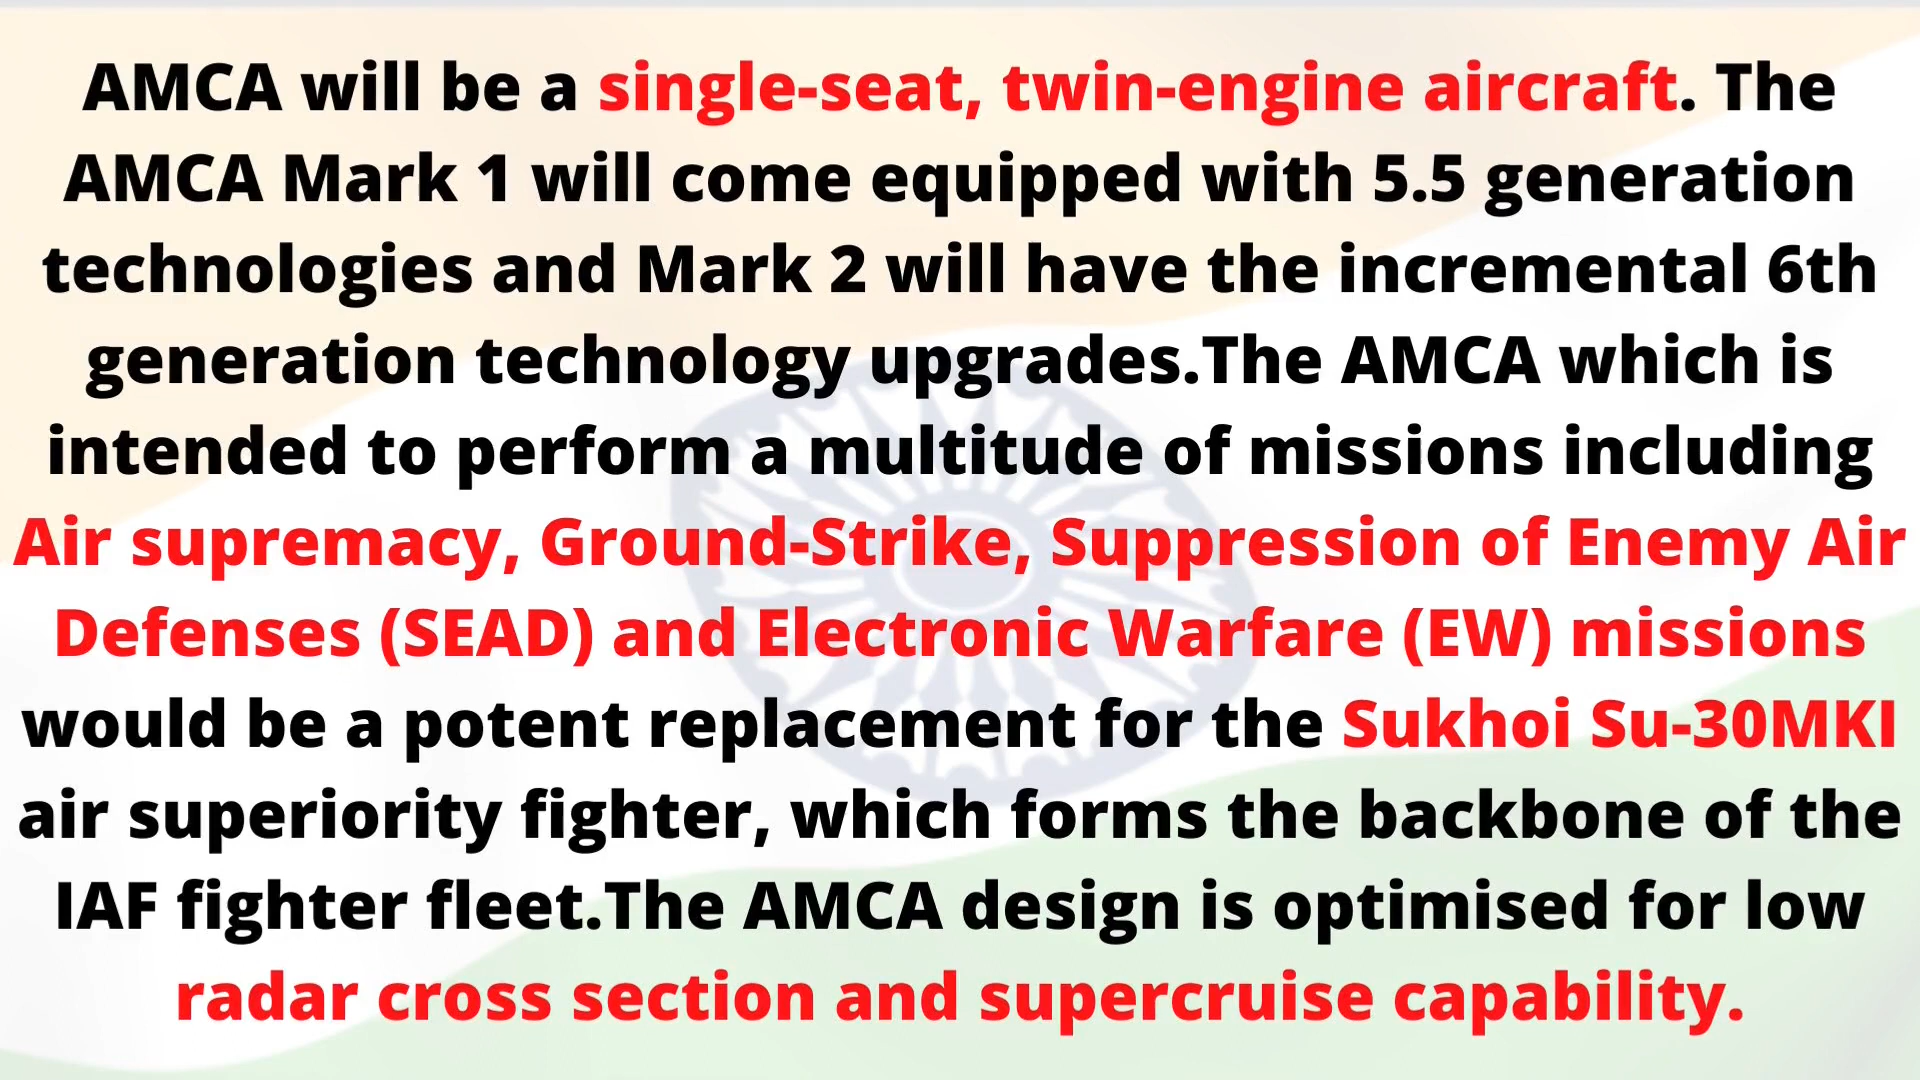 AMCA will be a single-seat, twin-engine aircraft. The
AMCA Mark 1 will come equipped with 5.5 generation
technologies and Mark 2 will have the incremental 6th
generation technology upgrades.The AMCA which is
intended to perform a multitude of missions including
Air supremacy, Ground-Strike, Suppression of Enemy Air
Defenses (SEAD) and Electronic Warfare (EW) missions
would be a potent replacement for the Sukhoi Su-30MKI
air superiority fighter, which forms the backbone of the
IAF fighter fleet.The AMCA design is optimised for low
radar cross section and supercruise capability.